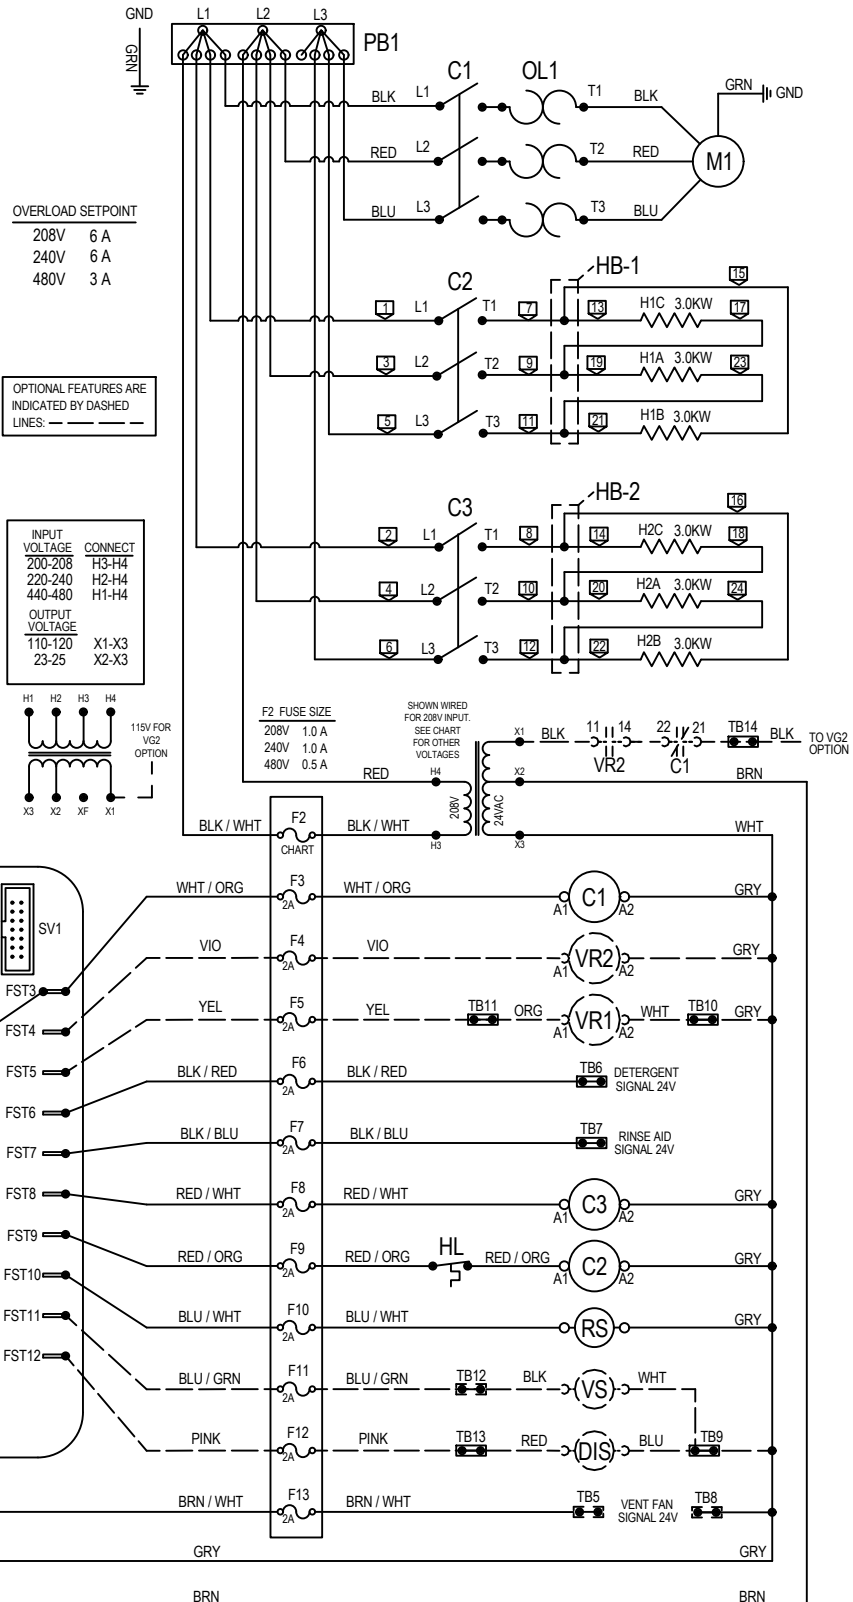 GND L1 L2 L3
GRN
PB1
C1 OL1
BLK L1 T1 BLK GRN GND
RED L2 T2 RED M1
BLU L3 T3 BLU
OVERLOAD SETPOINT
208V 6 A
240V 6 A
480V 3 A
C2 HB-1 15
1 L1 T1 7 13 H1C 3.0KW 17
3 L2 T2 9 19 H1A 3.0KW 23
5 L3 T3 11 21 H1B 3.0KW
OPTIONAL FEATURES ARE
INDICATED BY DASHED
LINES:
C3 HB-2 16
2 L1 T1 8 14 H2C 3.0KW 18
4 L2 T2 10 20 H2A 3.0KW 24
6 L3 T3 12 22 H2B 3.0KW
INPUT
VOLTAGE CONNECT
200-208 H3-H4
220-240 H2-H4
440-480 H1-H4
OUTPUT
VOLTAGE
110-120 X1-X3
23-25 X2-X3
H1 H2 H3 H4
115V FOR
VG2
OPTION
X3 X2 XF X1
F2 FUSE SIZE
208V 1.0 A
240V 1.0 A
480V 0.5 A
SHOWN WIRED
FOR 208V INPUT.
SEE CHART
FOR OTHER
VOLTAGES
X1 BLK 11 14 22 21 TB14 BLK TO VG2
OPTION
VR2 C1
RED H4 208V 24VAC X2 BRN
BLK / WHT F2 BLK / WHT H3 X3 WHT
CHART
SV1
FST3 WHT / ORG F3 2A WHT / ORG A1 C1 A2 GRY
FST4 VIO F4 2A VIO A1 VR2 A2 GRY
FST5 YEL F5 2A YEL TB11 ORG A1 VR1 A2 WHT TB10 GRY
FST6 BLK / RED F6 2A BLK / RED TB6 DETERGENT
SIGNAL 24V
FST7 BLK / BLU F7 2A BLK / BLU TB7 RINSE AID
SIGNAL 24V
FST8 RED / WHT F8 2A RED / WHT A1 C3 A2 GRY
FST9 RED / ORG F9 2A RED / ORG HL RED / ORG A1 C2 A2 GRY
FST10 BLU / WHT F10 2A BLU / WHT RS GRY
FST11 BLU / GRN F11 2A BLU / GRN TB12 BLK VS WHT
FST12 PINK F12 2A PINK TB13 RED DIS BLU TB9
BRN / WHT F13 2A BRN / WHT TB5 VENT FAN
SIGNAL 24V TB8
GRY GRY
BRN BRN